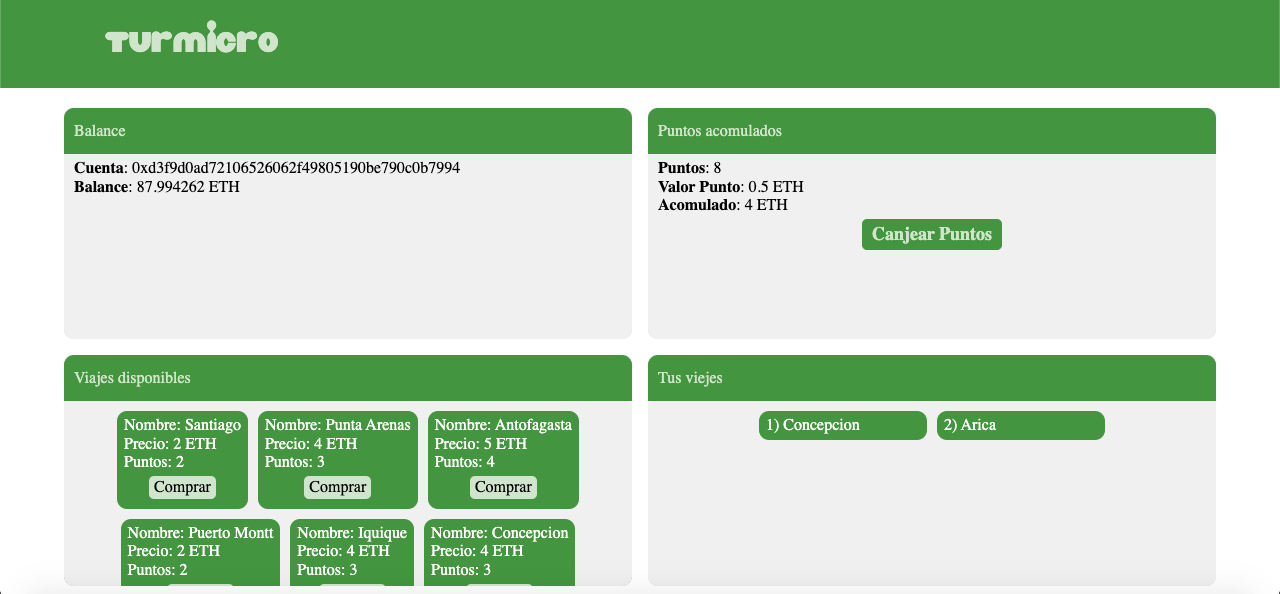 Turmicro
Balance
Cuenta: 0xd3f9d0ad72106526062f49805190be790c0b7994
Balance: 87.994262 ETH
Puntos acomulados
Puntos: 8
Valor Punto: 0.5 ETH
Acomulado: 4 ETH
Canjear Puntos
Viajes disponibles
Nombre: Santiago
Precio: 2 ETH
Puntos: 2
Comprar
Nombre: Punta Arenas
Precio: 4 ETH
Puntos: 3
Comprar
Nombre: Antofagasta
Precio: 5 ETH
Puntos: 4
Comprar
Nombre: Puerto Montt
Precio: 2 ETH
Puntos: 2
Nombre: Iquique
Precio: 4 ETH
Puntos: 3
Nombre: Concepcion
Precio: 4 ETH
Puntos: 3
Tus viejes
1) Concepcion
2) Arica